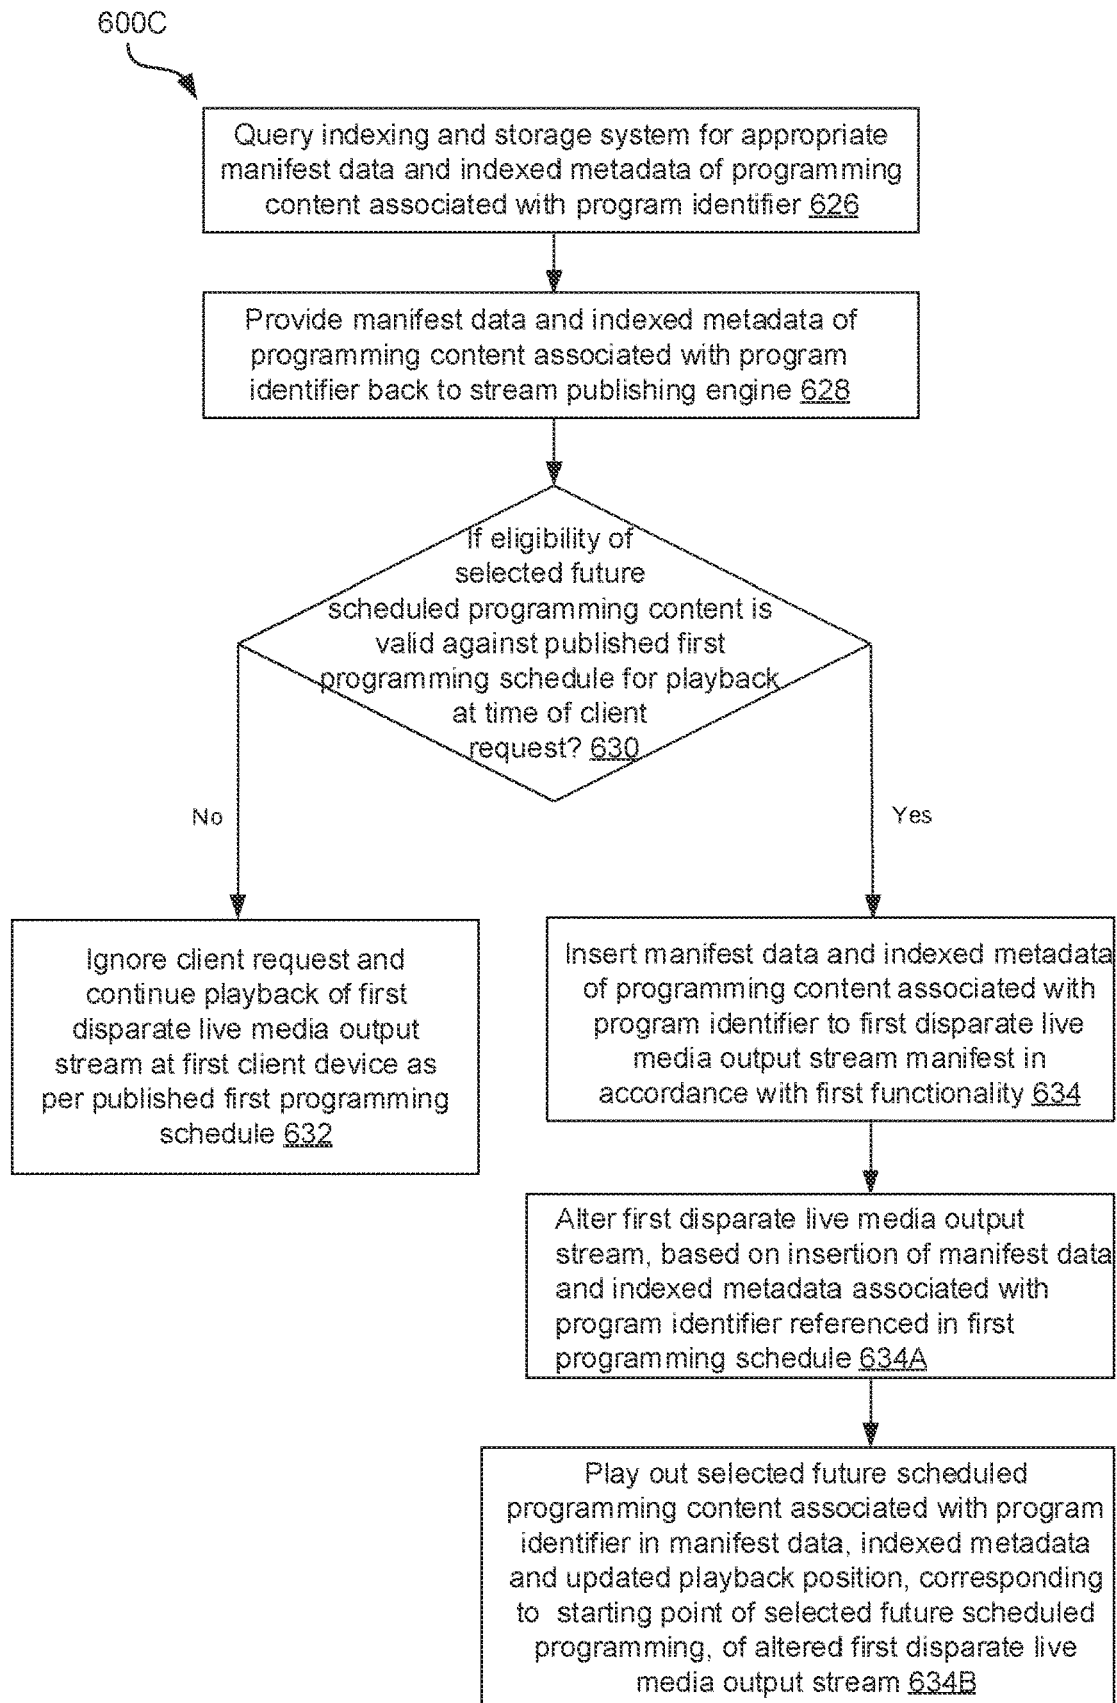 600C
Query indexing and storage system for appropriate
manifest data and indexed metadata of programming
content associated with program identifier 626
Provide manifest data and indexed metadata of
programming content associated with program
identifier back to stream publishing engine 628
If eligibility of
selected future
scheduled programming content is
valid against published first
programming schedule for playback
at time of client
request? 630
No
Yes
Ignore client request and
continue playback of first
disparate live media output
stream at first client device as
per published first programming
schedule 632
Insert manifest data and indexed metadata
of programming content associated with
program identifier to first disparate live
media output stream manifest in
accordance with first functionality 634
Alter first disparate live media output
stream, based on insertion of manifest data
and indexed metadata associated with
program identifier referenced in first
programming schedule 634A
Play out selected future scheduled
programming content associated with program
identifier in manifest data, indexed metadata
and updated playback position, corresponding
to starting point of selected future scheduled
programming, of altered first disparate live
media output stream 634B